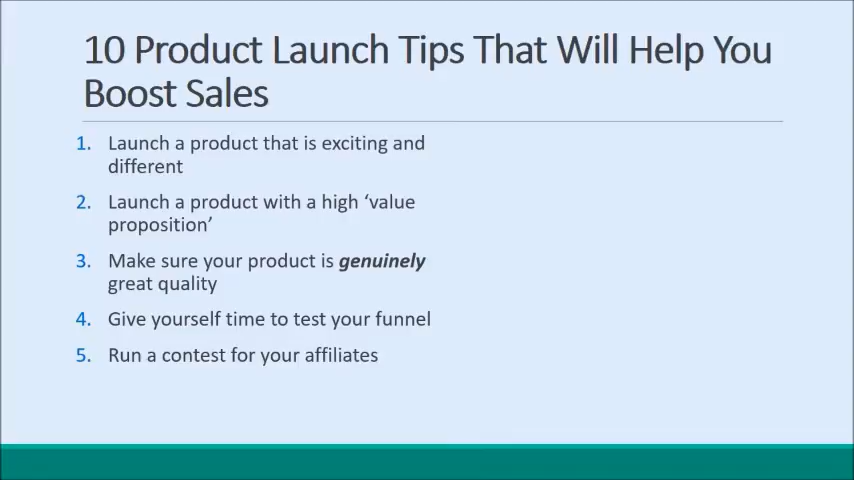 10 Product Launch Tips That Will Help You
Boost Sales
1. Launch a product that is exciting and
different
2. Launch a product with a high ‘value
proposition’
3. Make sure your product is genuinely
great quality
4. Give yourself time to test your funnel
5. Run a contest for your affiliates